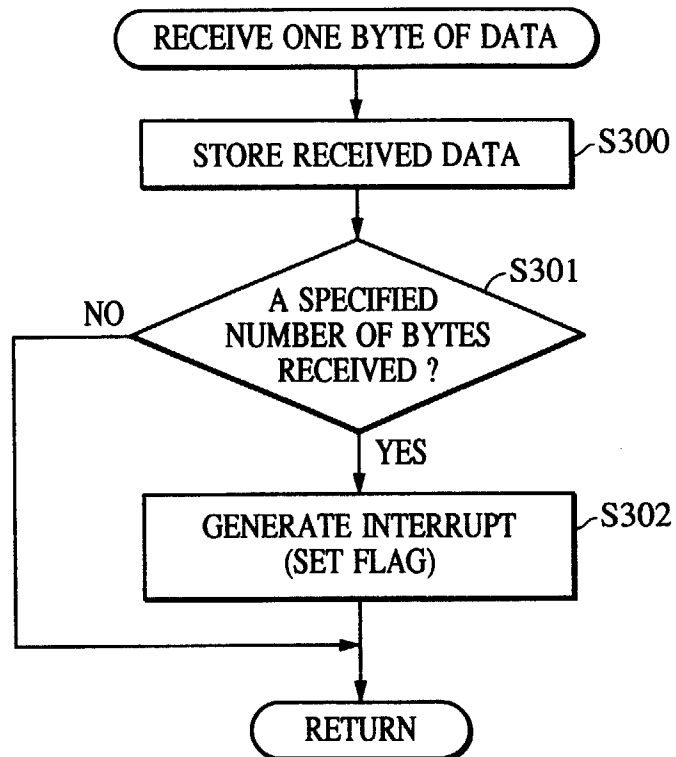 RECEIVE ONE BYTE OF DATA
STORE RECEIVED DATA
S300
S301
A SPECIFIED
NUMBER OF BYTES
RECEIVED ?
NO
YES
GENERATE INTERRUPT
(SET FLAG)
S302
RETURN